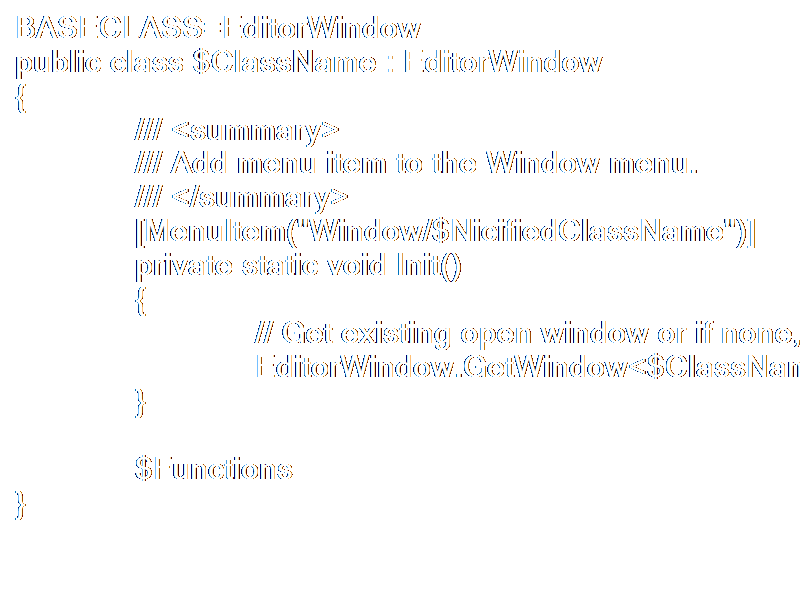 BASECLASS=EditorWindow
public class $ClassName : EditorWindow
{
/// <summary>
/// Add menu item to the Window menu.
/// </summary>
[MenuItem("Window/$NicifiedClassName")]
private static void Init()
{
// Get existing open window or if none,
EditorWindow.GetWindow<$ClassNam
}
$Functions
}